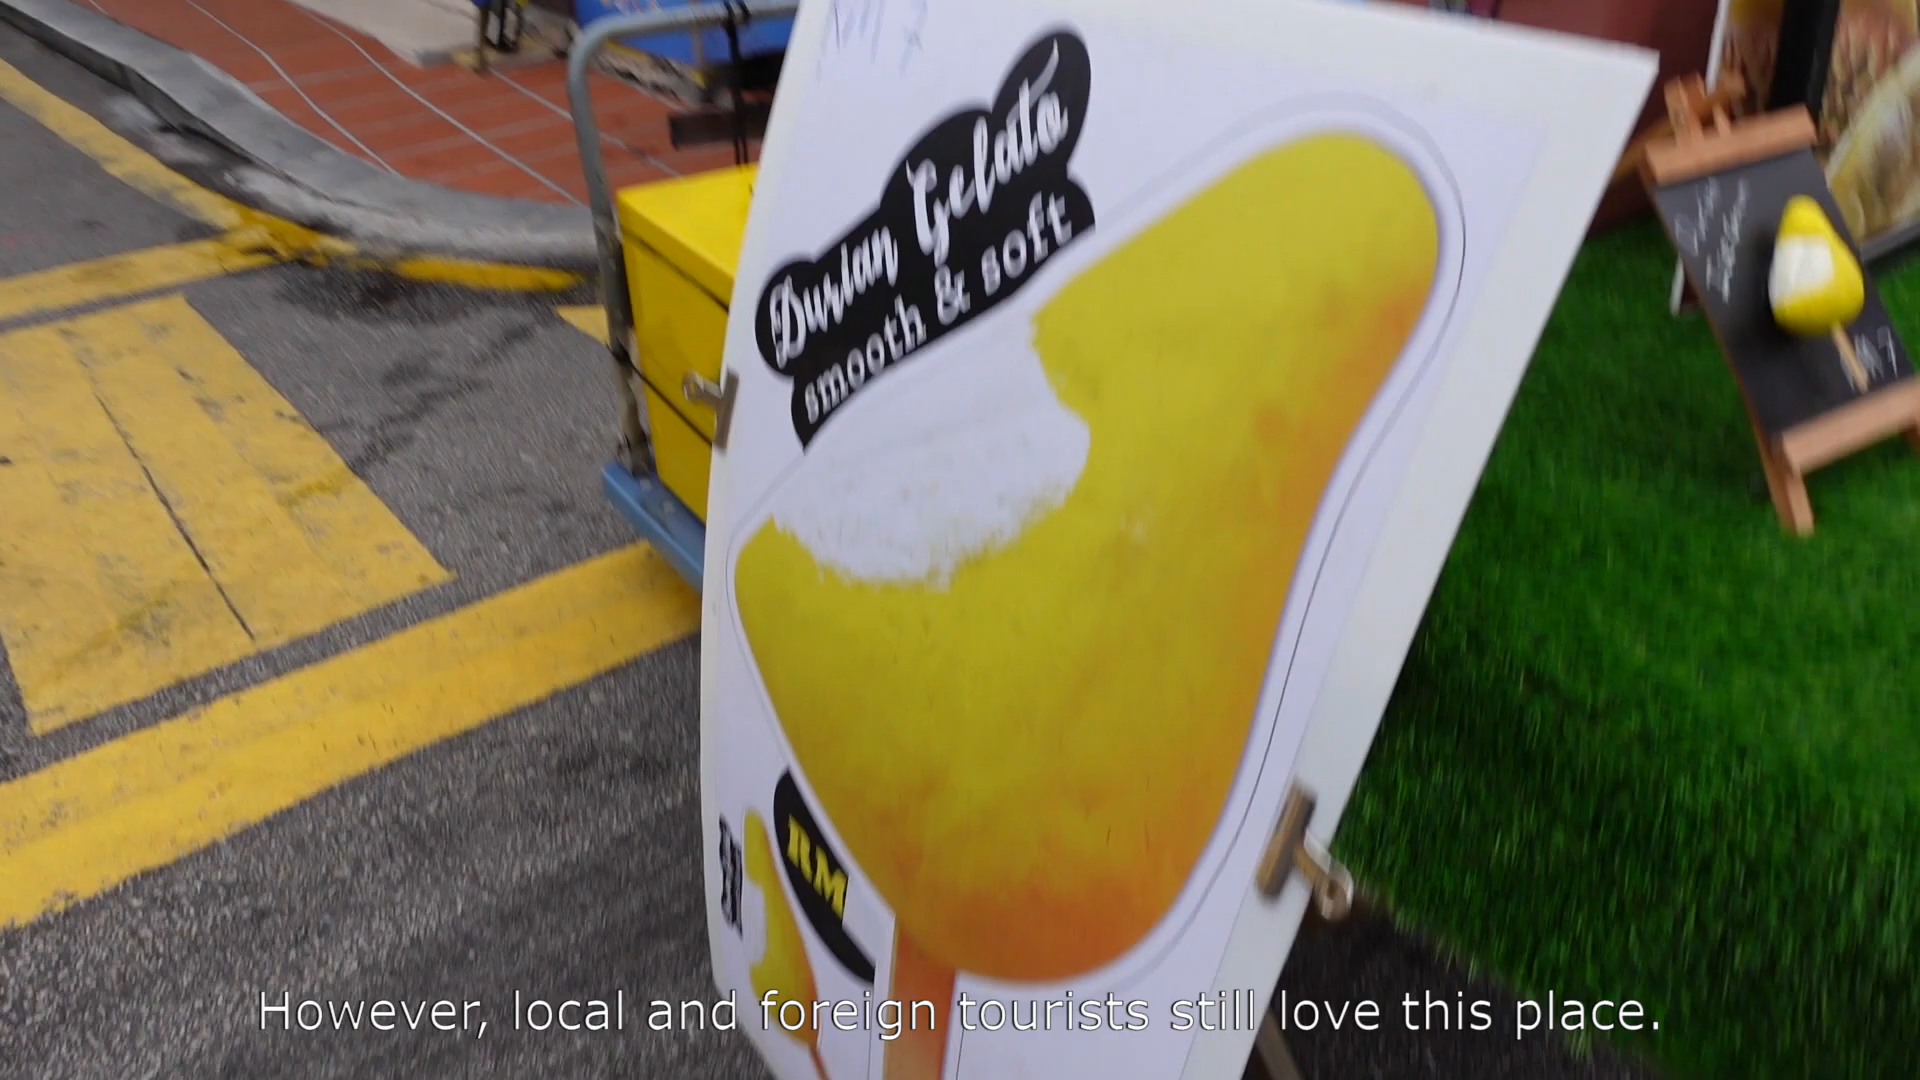 Durian Gelato
smooth & soft
RM
However, local and foreign tourists still love this place.